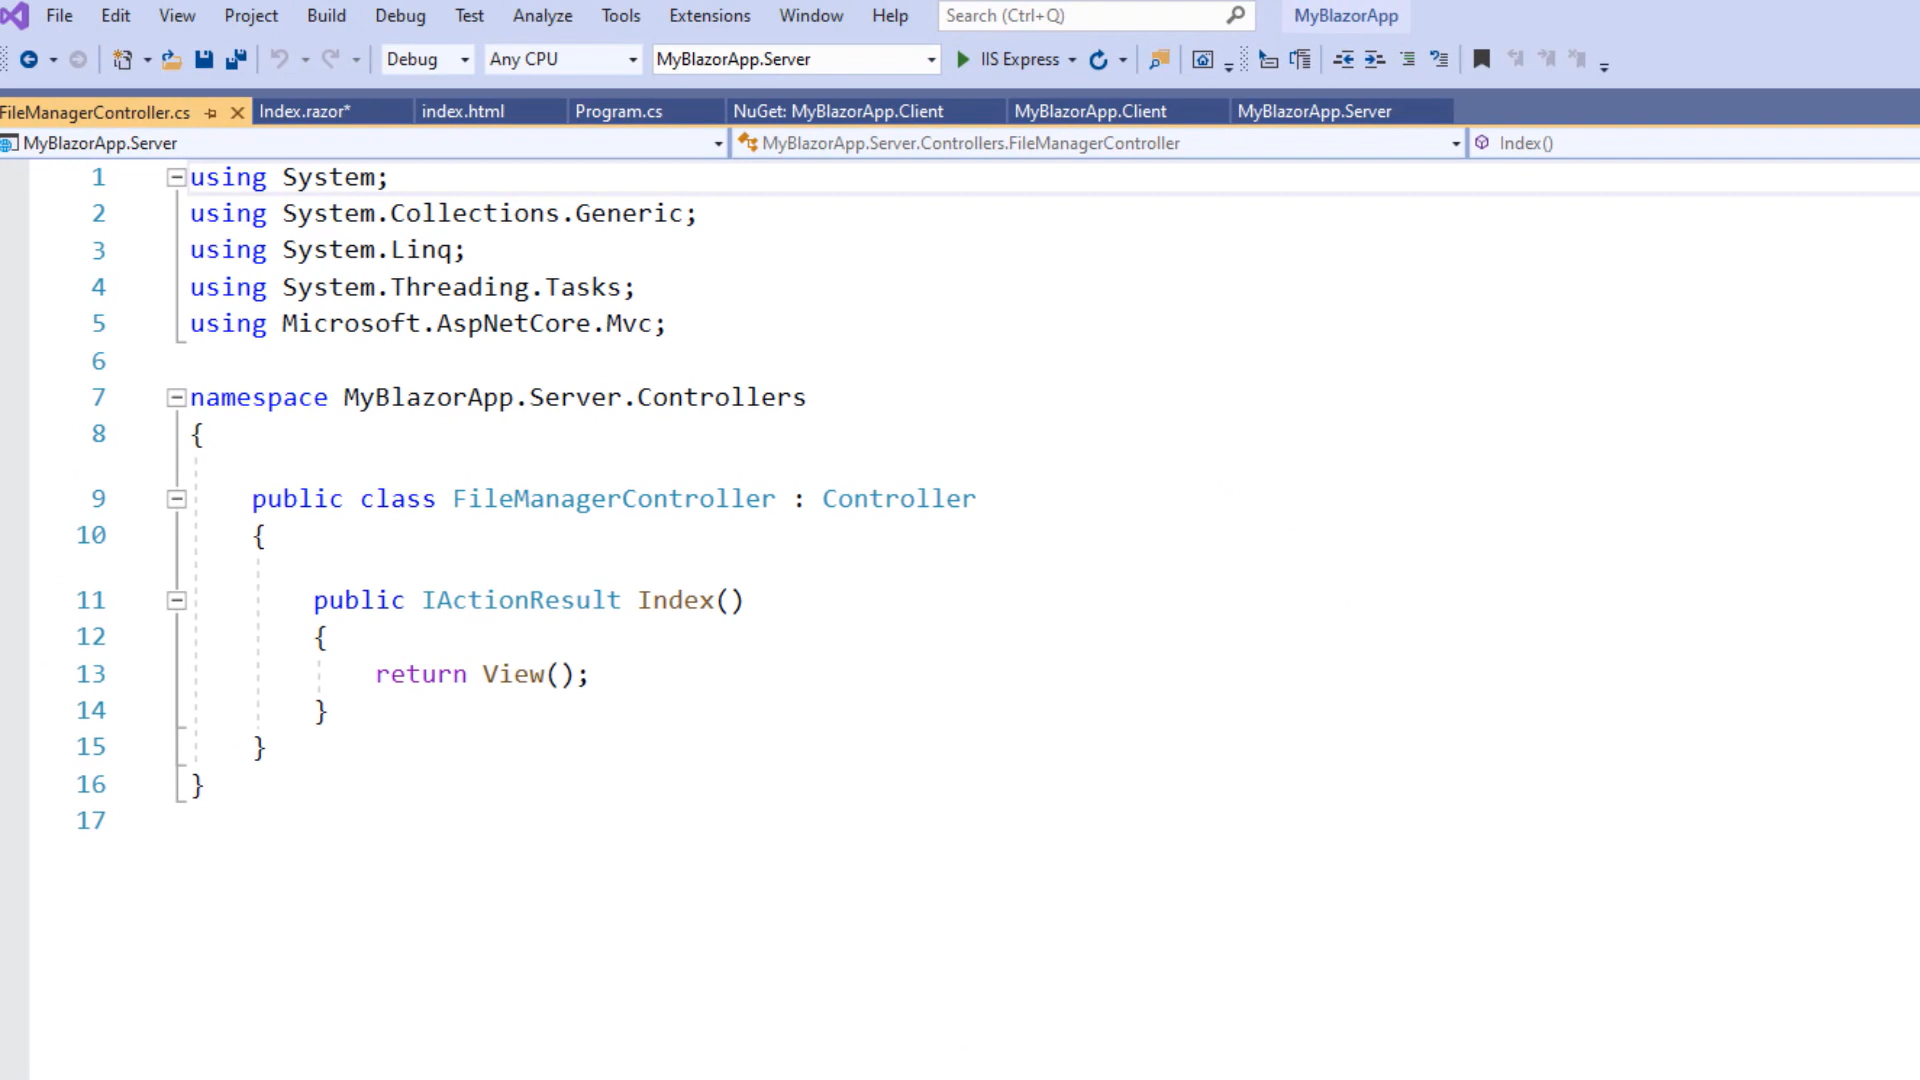 File Edit View Project Build Debug Test Analyze Tools Extensions Window Help Search (Ctrl+Q) MyBlazorApp
Debug Any CPU MyBlazorApp.Server IIS Express
FileManagerController.cs Index.razor* index.html Program.cs NuGet: MyBlazorApp.Client MyBlazorApp.Client MyBlazorApp.Server
MyBlazorApp.Server MyBlazorApp.Server.Controllers.FileManagerController Index()
1 using System;
2 using System.Collections.Generic;
3 using System.Linq;
4 using System.Threading.Tasks;
5 using Microsoft.AspNetCore.Mvc;
6
7 namespace MyBlazorApp.Server.Controllers
8 {
9 public class FileManagerController : Controller
10 {
11 public IActionResult Index()
12 {
13 return View();
14 }
15 }
16 }
17